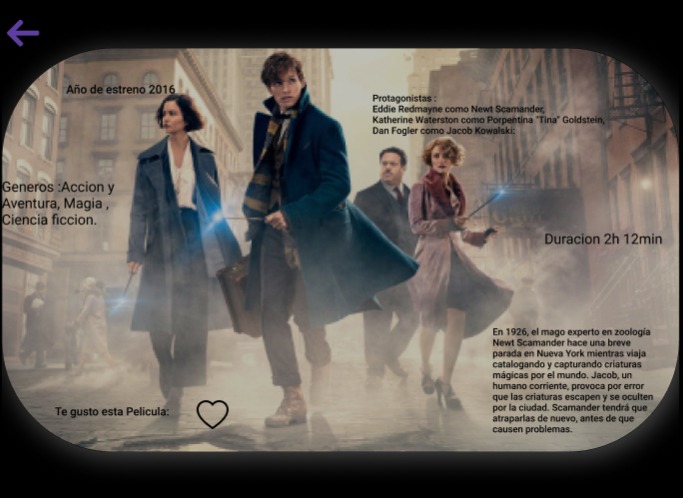 Año de estreno 2016
Protagonistas :
Eddie Redmayne como Newt Scamander,
Katherine Waterston como Porpentina "Tina" Goldstein,
Dan Fogler como Jacob Kowalski:
Generos :Accion y
Aventura, Magia ,
Ciencia ficcion.
Duracion 2h 12min
En 1926, el mago experto en zoología
Newt Scamander hace una breve
parada en Nueva York mientras viaja
catalogando y capturando criaturas
mágicas por el mundo. Jacob, un
humano corriente, provoca por error
que las criaturas escapen y se oculten
por la ciudad. Scamander tendrá que
atraparlas de nuevo, antes de que
causen problemas.
Te gusto esta Pelicula: